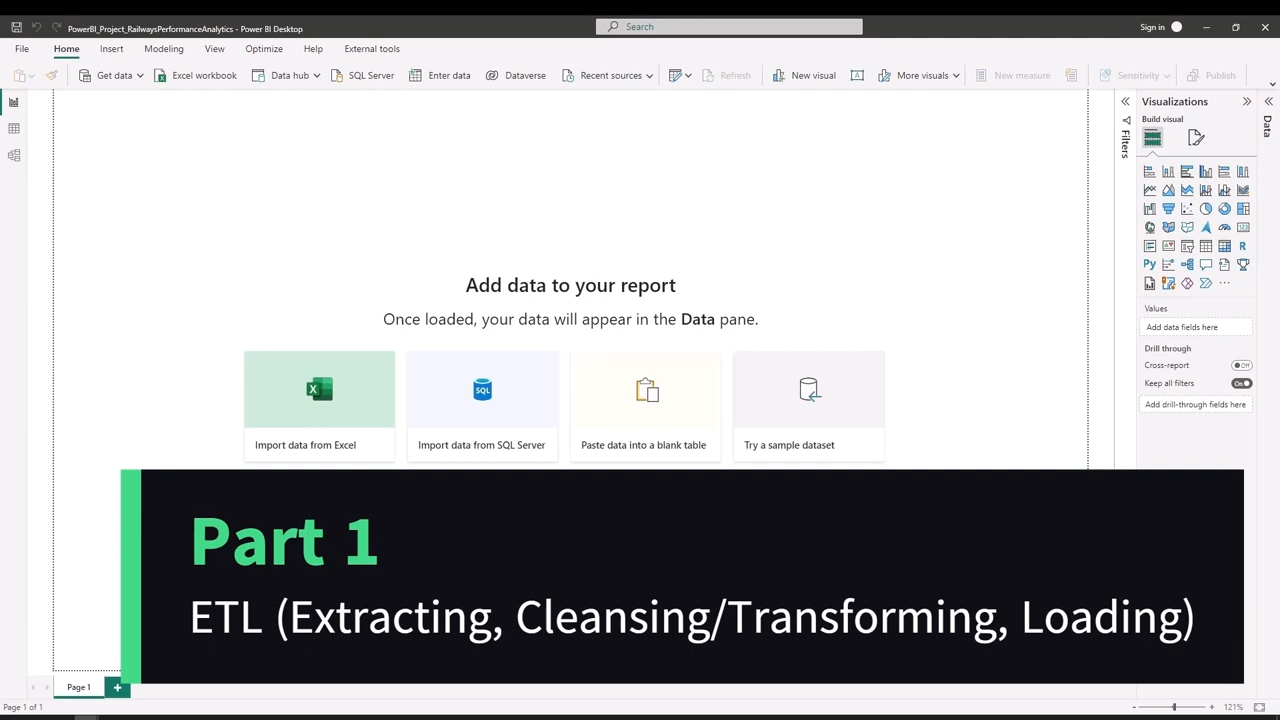 PowerBI_Project_RailwaysPerformanceAnalytics - Power BI Desktop
Search
Sign in
File Home Insert Modeling View Optimize Help External tools
Get data Excel workbook Data hub SQL Server Enter data Dataverse Recent sources Refresh New visual More visuals New measure Sensitivity Publish
Visualizations
Build visual
Filters
Data
Values
Add data fields here
Drill through
Cross-report Off
Keep all filters On
Add drill-through fields here
Add data to your report
Once loaded, your data will appear in the Data pane.
SQL
Import data from Excel
Import data from SQL Server
Paste data into a blank table
Try a sample dataset
Part 1
ETL (Extracting, Cleansing/Transforming, Loading)
Page 1
Page 1 of 1
121%